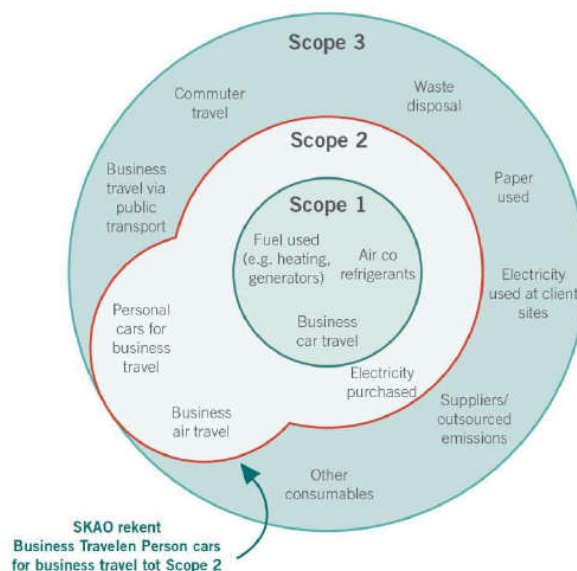 Scope 3
Commuter
travel
Waste
disposal
Scope 2
Business
travel via
public
transport
Paper
used
Scope 1
Fuel used
(e.g. heating,
generators)
Air co
refrigerants
Electricity
used at client
sites
Personal
cars for
business
travel
Business
car travel
Electricity
purchased
Business
air travel
Suppliers/
outsourced
emissions
Other
consumables
SKAO rekent
Business Travelen Person cars
for business travel tot Scope 2